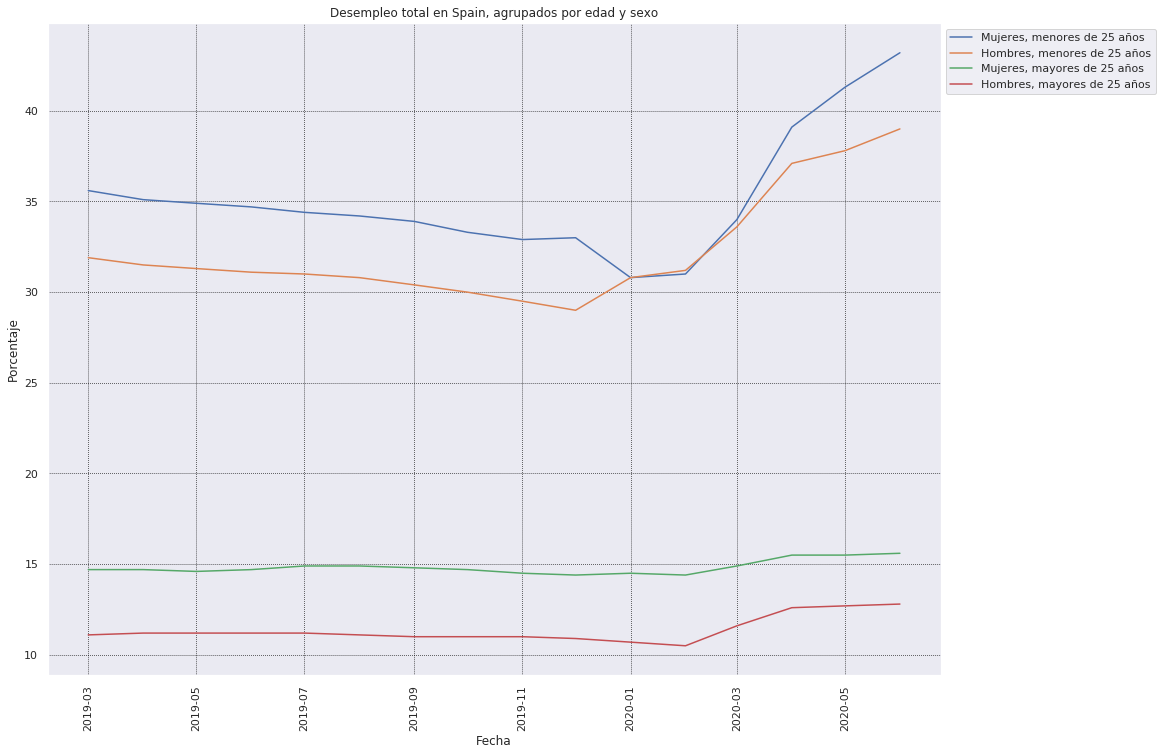 Desempleo total en Spain, agrupados por edad y sexo
Mujeres, menores de 25 años
Hombres, menores de 25 años
Mujeres, mayores de 25 años
Hombres, mayores de 25 años
Porcentaje
40
35
30
25
20
15
10
2019-03
2019-05
2019-07
2019-09
2019-11
2020-01
2020-03
2020-05
Fecha